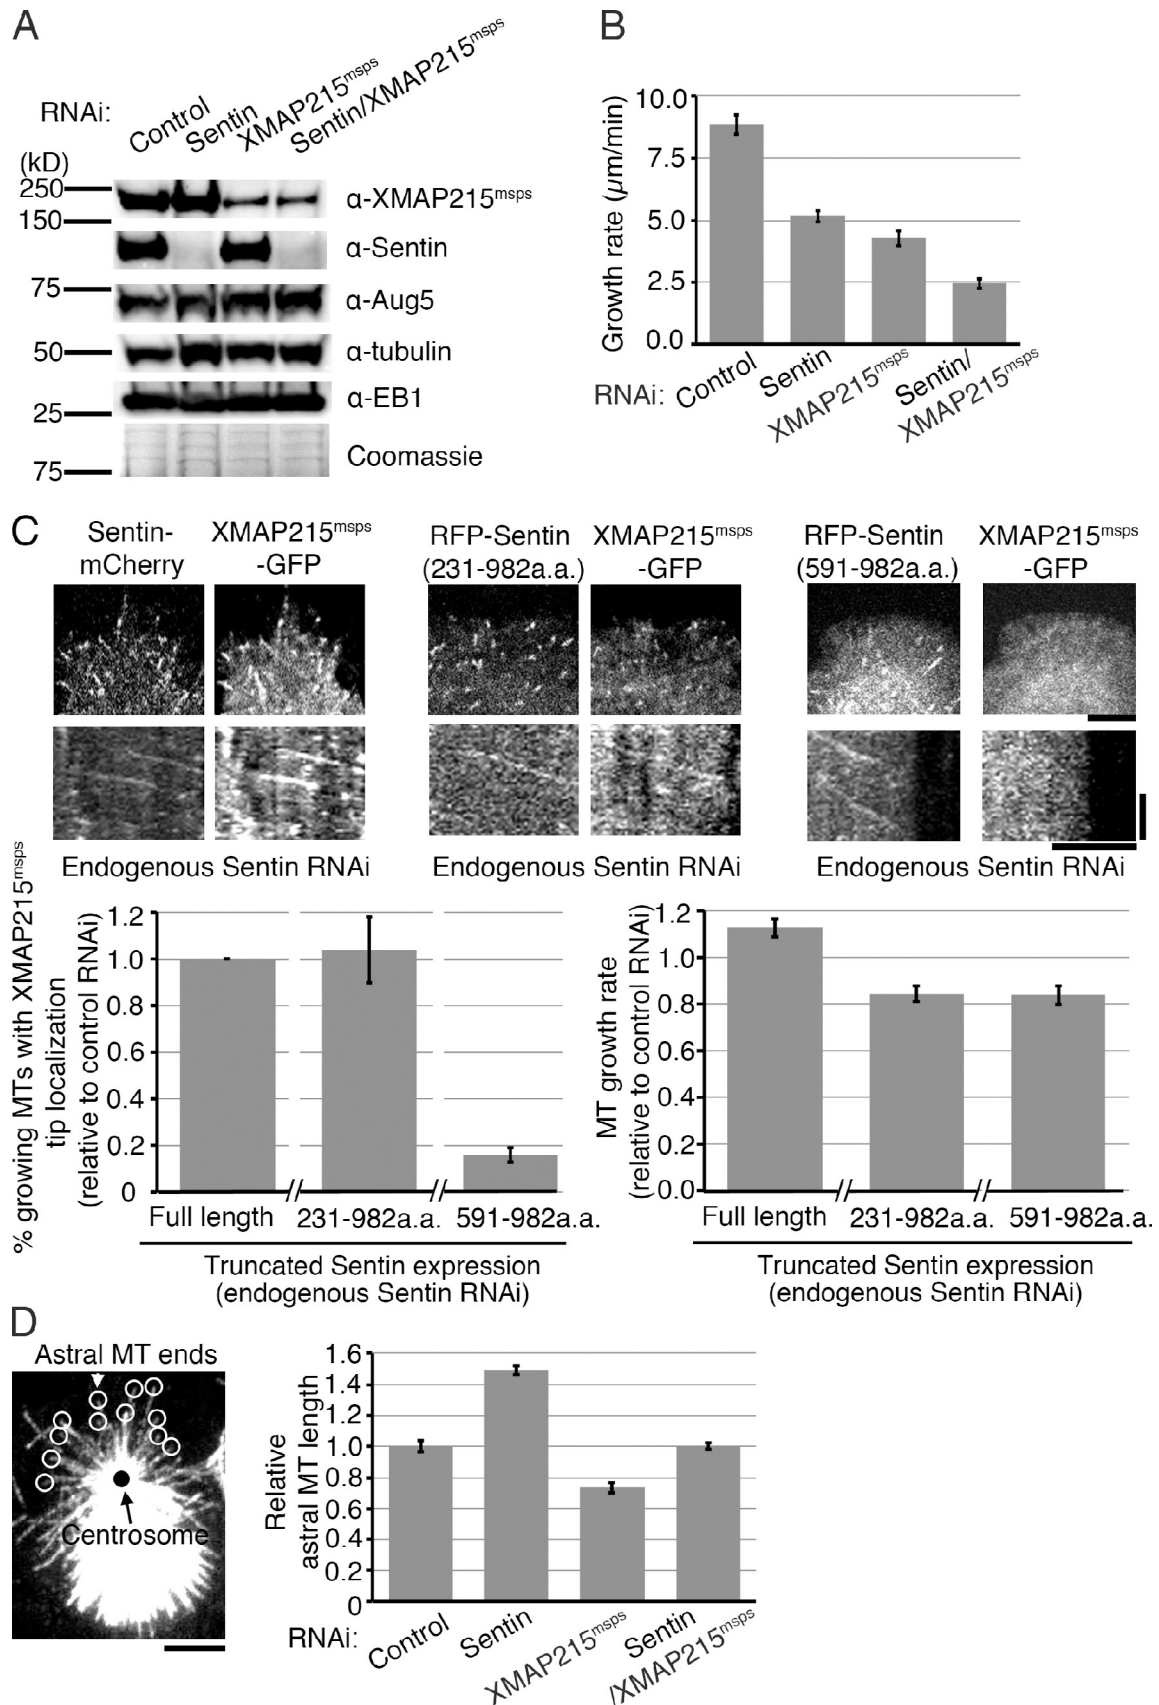 A
RNAi:
Control
Sentin
XMAP215msps
Sentin/XMAP215msps
(kD)
250
150
75
50
25
75
α-XMAP215msps
α-Sentin
α-Aug5
α-tubulin
α-EB1
Coomassie
B
Growth rate (µm/min)
10.0
7.5
5.0
2.5
0.0
RNAi:
Control
Sentin
XMAP215msps
Sentin/
XMAP215msps
C
Sentin-
mCherry
XMAP215msps
-GFP
RFP-Sentin
(231-982a.a.)
XMAP215msps
-GFP
RFP-Sentin
(591-982a.a.)
XMAP215msps
-GFP
Endogenous Sentin RNAi
Endogenous Sentin RNAi
Endogenous Sentin RNAi
% growing MTs with XMAP215msps
tip localization
(relative to control RNAi)
1.2
1.0
0.8
0.6
0.4
0.2
0
Full length
231-982a.a.
591-982a.a.
Truncated Sentin expression
(endogenous Sentin RNAi)
MT growth rate
(relative to control RNAi)
1.2
1.0
0.8
0.6
0.4
0.2
0.0
Full length
231-982a.a.
591-982a.a.
Truncated Sentin expression
(endogenous Sentin RNAi)
D
Astral MT ends
Centrosome
Relative
astral MT length
1.6
1.4
1.2
1.0
0.8
0.6
0.4
0.2
0
RNAi:
Control
Sentin
XMAP215msps
Sentin
/XMAP215msps